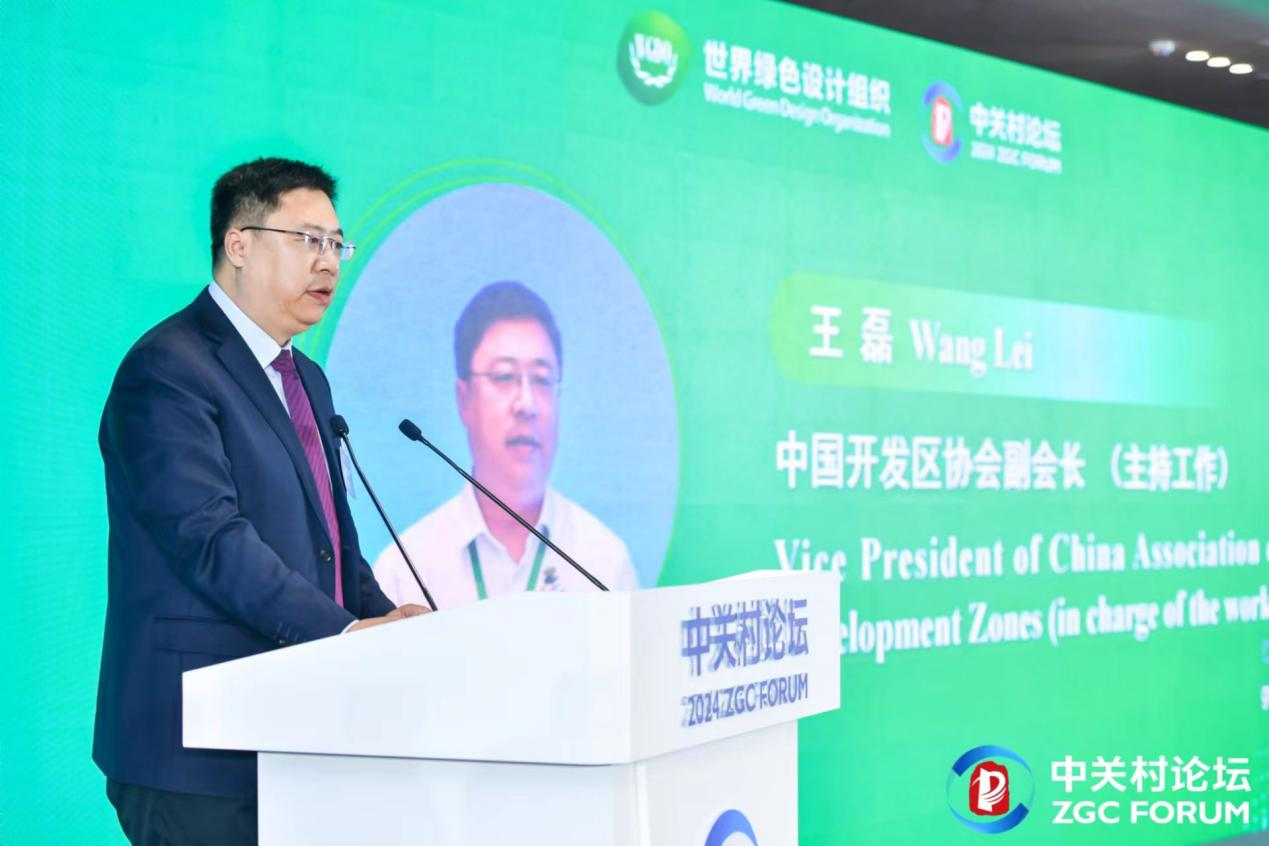 WGDO
世界绿色设计组织
World Green Design Organization
中关村论坛
2024 ZGC FORUM
王磊 Wang Lei
中国开发区协会副会长 (主持工作)
Vice President of China Association
elopment Zones (in charge of the work
中关村论坛
2024 ZGC FORUM
中关村论坛
ZGC FORUM